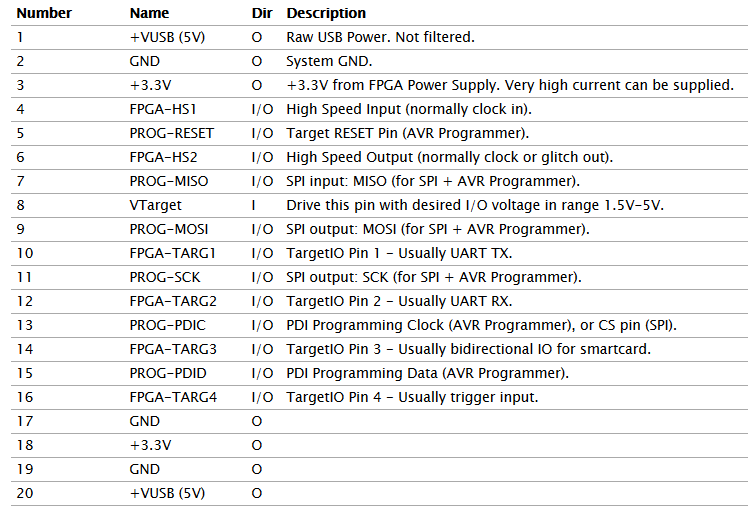 Number Name Dir Description
1 +VUSB (5V) O Raw USB Power. Not filtered.
2 GND O System GND.
3 +3.3V O +3.3V from FPGA Power Supply. Very high current can be supplied.
4 FPGA-HS1 I/O High Speed Input (normally clock in).
5 PROG-RESET I/O Target RESET Pin (AVR Programmer).
6 FPGA-HS2 I/O High Speed Output (normally clock or glitch out).
7 PROG-MISO I/O SPI input: MISO (for SPI + AVR Programmer).
8 VTarget I Drive this pin with desired I/O voltage in range 1.5V-5V.
9 PROG-MOSI I/O SPI output: MOSI (for SPI + AVR Programmer).
10 FPGA-TARG1 I/O TargetIO Pin 1 - Usually UART TX.
11 PROG-SCK I/O SPI output: SCK (for SPI + AVR Programmer).
12 FPGA-TARG2 I/O TargetIO Pin 2 - Usually UART RX.
13 PROG-PDIC I/O PDI Programming Clock (AVR Programmer), or CS pin (SPI).
14 FPGA-TARG3 I/O TargetIO Pin 3 - Usually bidirectional IO for smartcard.
15 PROG-PDID I/O PDI Programming Data (AVR Programmer).
16 FPGA-TARG4 I/O TargetIO Pin 4 - Usually trigger input.
17 GND O
18 +3.3V O
19 GND O
20 +VUSB (5V) O